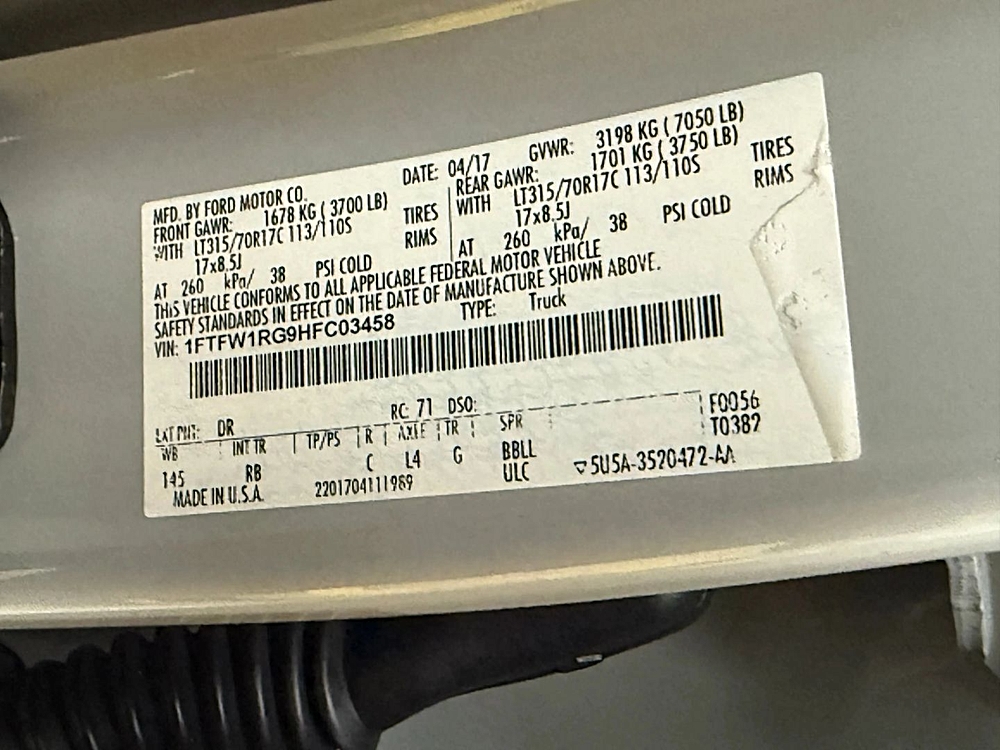 MFD. BY FORD MOTOR CO. DATE: 04/17 GVWR: 3198 KG ( 7050 LB)
FRONT GAWR: 1678 KG ( 3700 LB) REAR GAWR: 1701 KG ( 3750 LB)
WITH LT315/70R17C 113/110S TIRES WITH LT315/70R17C 113/110S TIRES
17x8.5J RIMS 17x8.5J RIMS
AT 260 kPa/ 38 PSI COLD AT 260 kPa/ 38 PSI COLD
THIS VEHICLE CONFORMS TO ALL APPLICABLE FEDERAL MOTOR VEHICLE
SAFETY STANDARDS IN EFFECT ON THE DATE OF MANUFACTURE SHOWN ABOVE.
VIN: 1FTFW1RG9HFC03458 TYPE: Truck
EXT PNT: DR RC: 71 DSO:
WB INT TR TP/PS R AXLE TR SPR F0056
145 RB C L4 G BBLL T0382
MADE IN U.S.A. 2201704111989 ULC ▽5U5A-3520472-AA